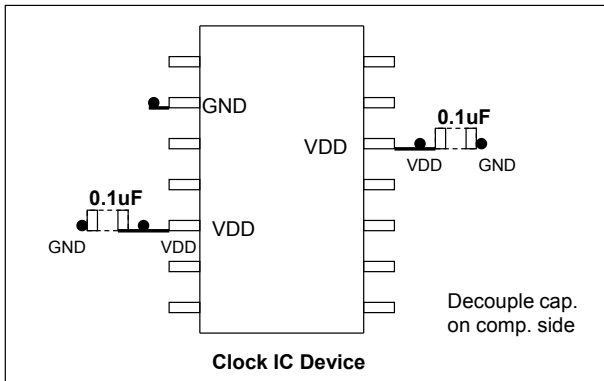 GND
0.1uF
VDD
VDD
GND
0.1uF
VDD
GND
VDD
Decouple cap.
on comp. side
Clock IC Device